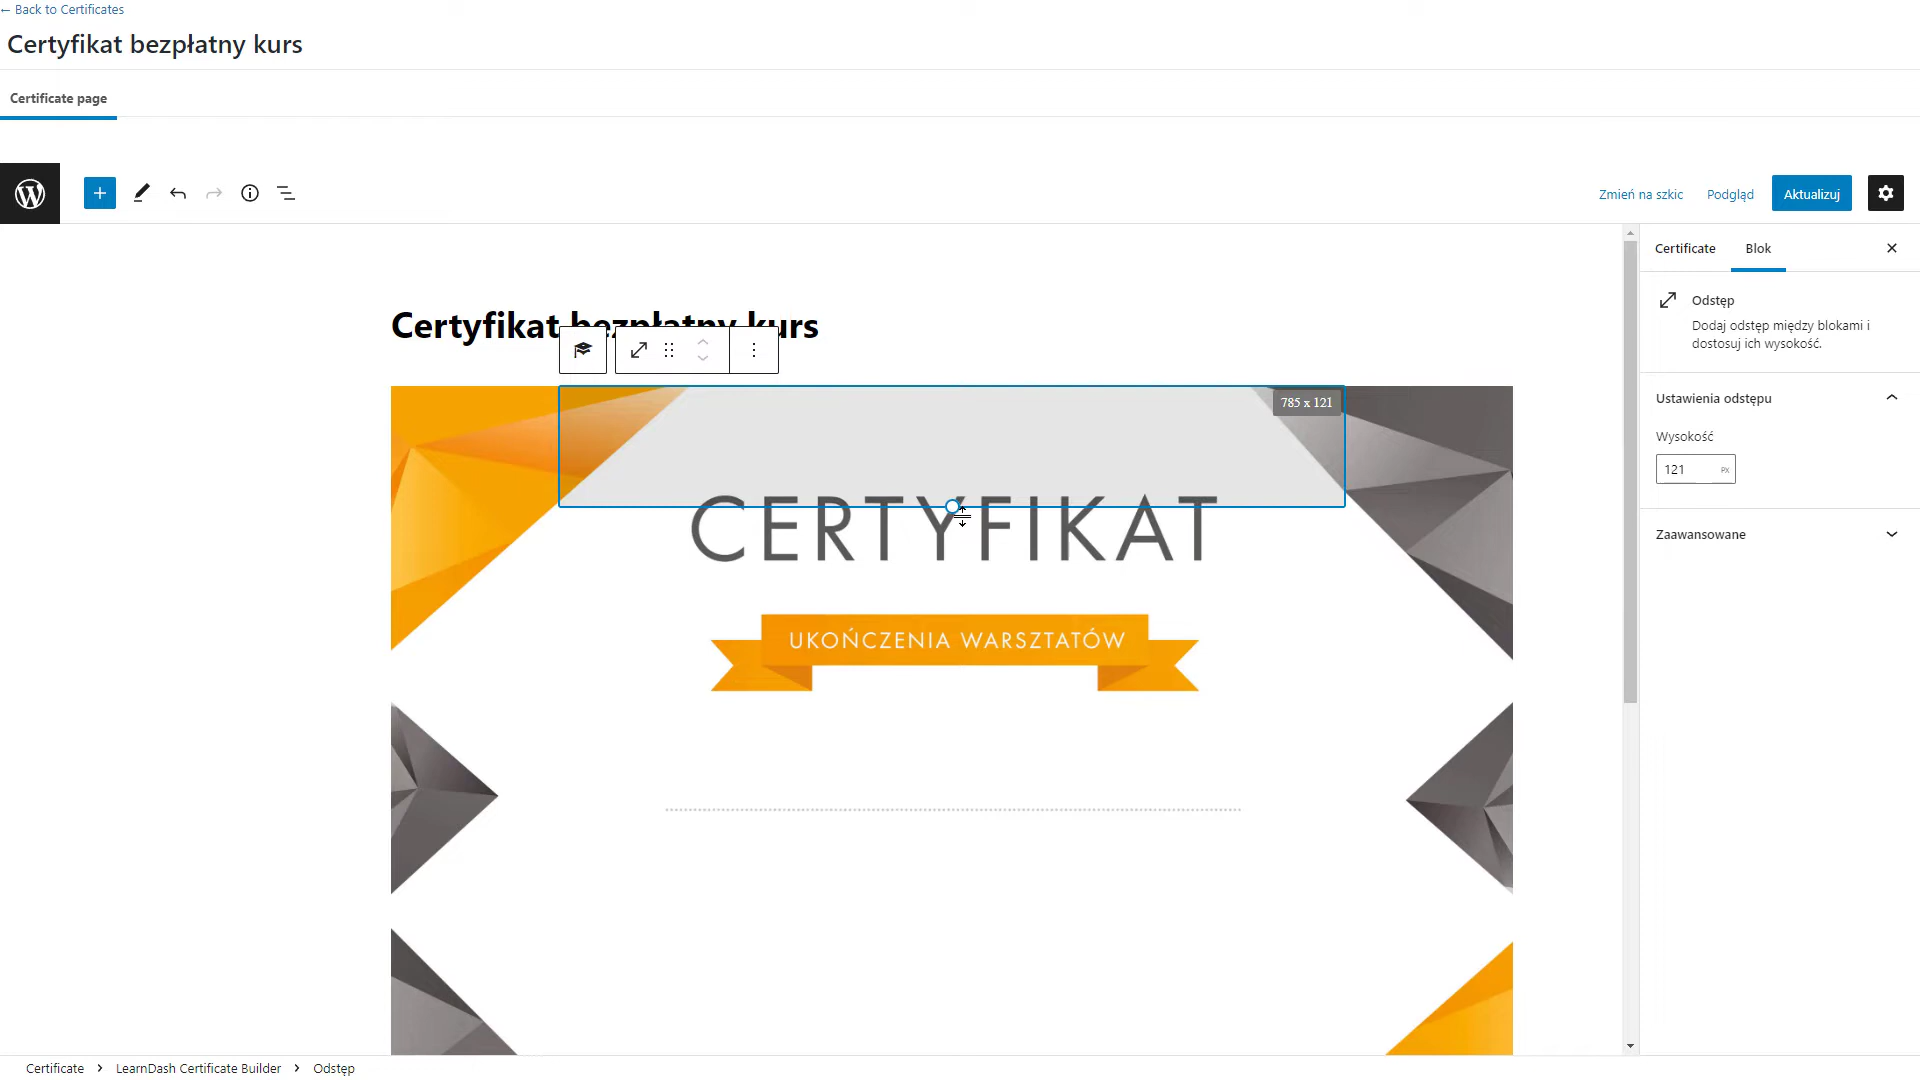 ← Back to Certificates
Certyfikat bezpłatny kurs
Certificate page
Zmień na szkic
Podgląd
Aktualizuj
Certificate
Blok
Odstęp
Dodaj odstęp między blokami i
dostosuj ich wysokość.
Ustawienia odstępu
Wysokość
121 PX
Zaawansowane
Certyfikat bezpłatny kurs
785 x 121
CERTYFIKAT
UKOŃCZENIA WARSZTATÓW
Certificate > LearnDash Certificate Builder > Odstęp